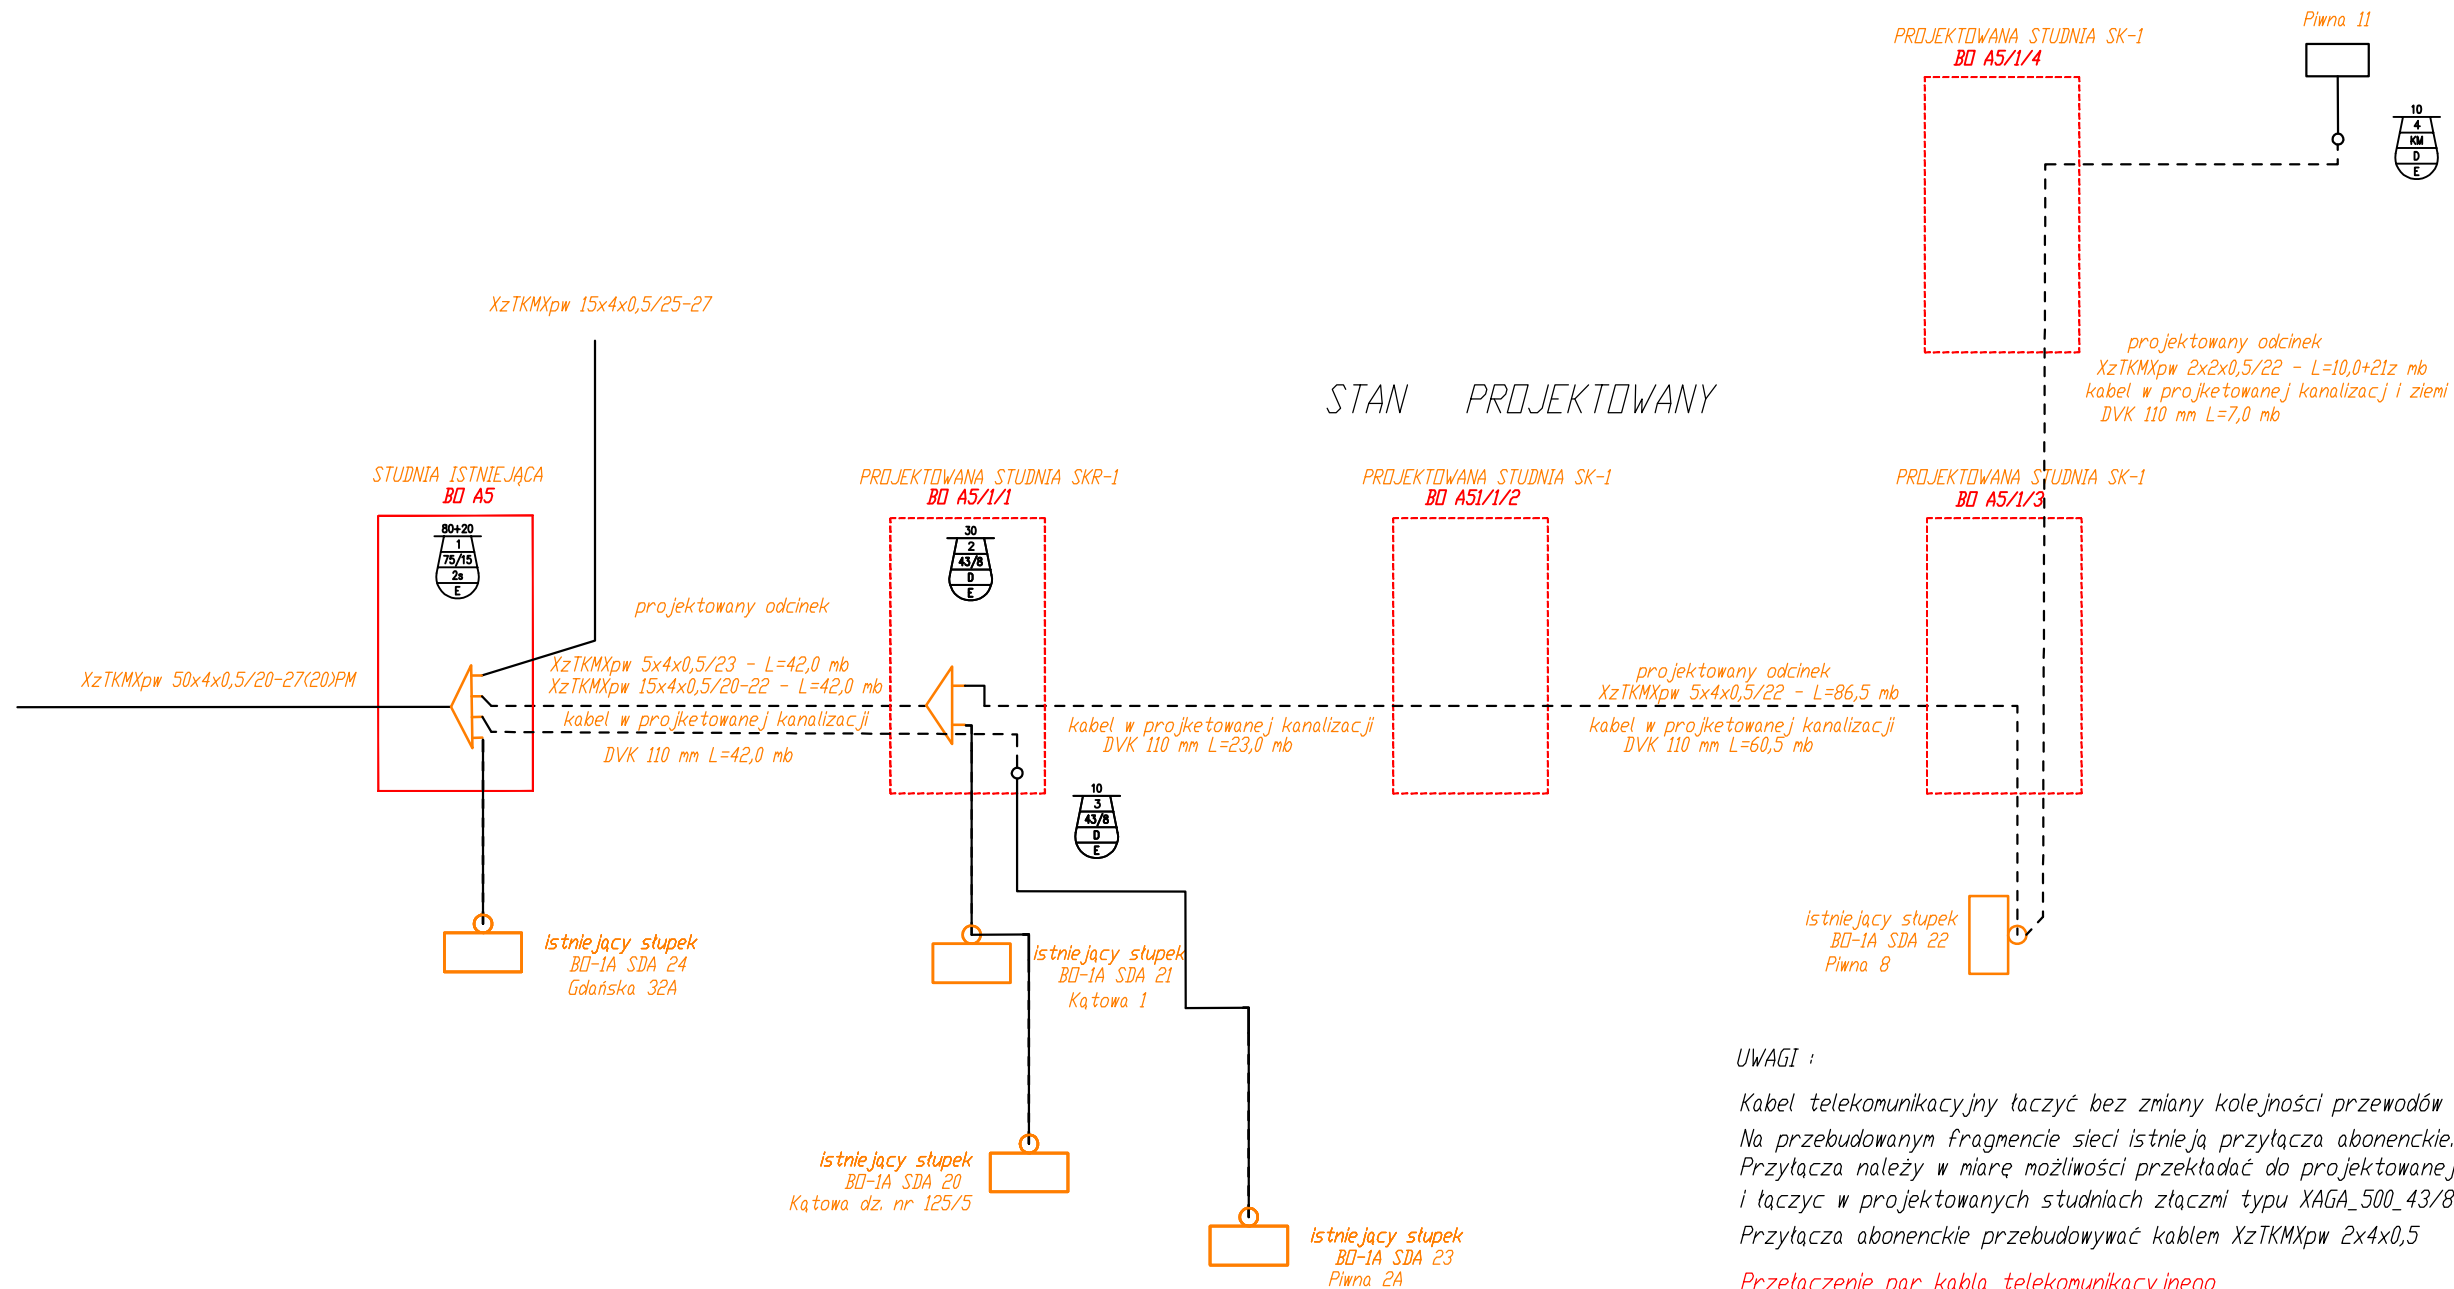 Piwna 11
PROJEKTOWANA STUDNIA SK-1
BO A5/1/4
10
4
KM
D
E
XzTKMXpw 15x4x0,5/25-27
projektowany odcinek
XzTKMXpw 2x2x0,5/22 - L=10,0+21z mb
kabel w projketowanej kanalizacj i ziemi
DVK 110 mm L=7,0 mb
STAN PROJEKTOWANY
STUDNIA ISTNIEJĄCA
BO A5
80+20
1
75/15
2s
E
PROJEKTOWANA STUDNIA SKR-1
BO A5/1/1
30
2
43/8
D
E
PROJEKTOWANA STUDNIA SK-1
BO A51/1/2
PROJEKTOWANA STUDNIA SK-1
BO A5/1/3
projektowany odcinek
XzTKMXpw 50x4x0,5/20-27(20)PM
XzTKMXpw 5x4x0,5/23 - L=42,0 mb
XzTKMXpw 15x4x0,5/20-22 - L=42,0 mb
kabel w projketowanej kanalizacji
DVK 110 mm L=42,0 mb
kabel w projketowanej kanalizacji
DVK 110 mm L=23,0 mb
projektowany odcinek
XzTKMXpw 5x4x0,5/22 - L=86,5 mb
kabel w projketowanej kanalizacji
DVK 110 mm L=60,5 mb
10
3
43/8
D
E
istniejący słupek
BO-1A SDA 24
Gdańska 32A
istniejący słupek
BO-1A SDA 21
Kątowa 1
istniejący słupek
BO-1A SDA 22
Piwna 8
istniejący słupek
BO-1A SDA 20
Kątowa dz. nr 125/5
istniejący słupek
BO-1A SDA 23
Piwna 2A
UWAGI :
Kabel telekomunikacyjny łaczyć bez zmiany kolejności przewodów
Na przebudowanym fragmencie sieci istnieją przyłącza abonenckie.
Przyłącza należy w miarę możliwości przekładać do projektowanej
i łączyc w projektowanych studniach złączmi typu XAGA_500_43/8
Przyłącza abonenckie przebudowywać kablem XzTKMXpw 2x4x0,5
Przełączenie par kabla telekomunikacyjnego